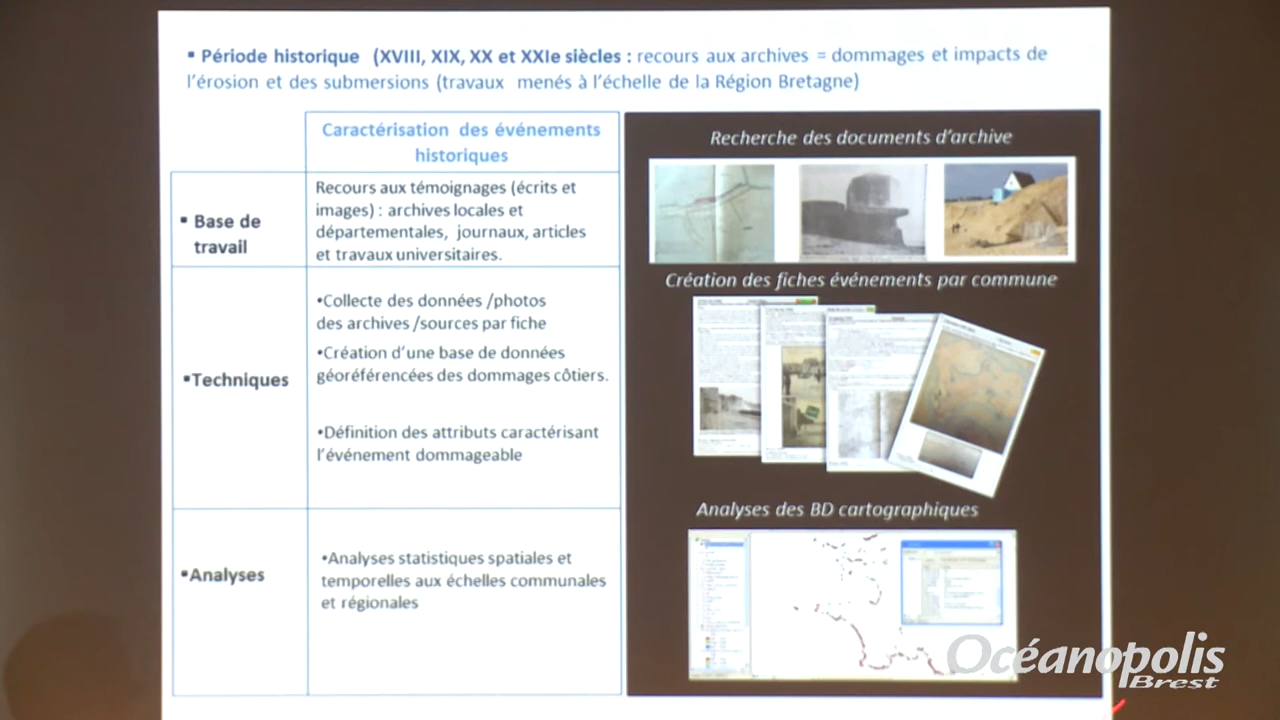 ▪ Période historique (XVIII, XIX, XX et XXIe siècles : recours aux archives = dommages et impacts de
l'érosion et des submersions (travaux menés à l'échelle de la Région Bretagne)
Caractérisation des événements
historiques
▪ Base de
travail
Recours aux témoignages (écrits et
images) : archives locales et
départementales, journaux, articles
et travaux universitaires.
▪Techniques
•Collecte des données /photos
des archives /sources par fiche
•Création d'une base de données
géoréférencées des dommages côtiers.
•Définition des attributs caractérisant
l'événement dommageable
▪Analyses
•Analyses statistiques spatiales et
temporelles aux échelles communales
et régionales
Recherche des documents d'archive
Création des fiches événements par commune
Analyses des BD cartographiques
Océanopolis
Brest